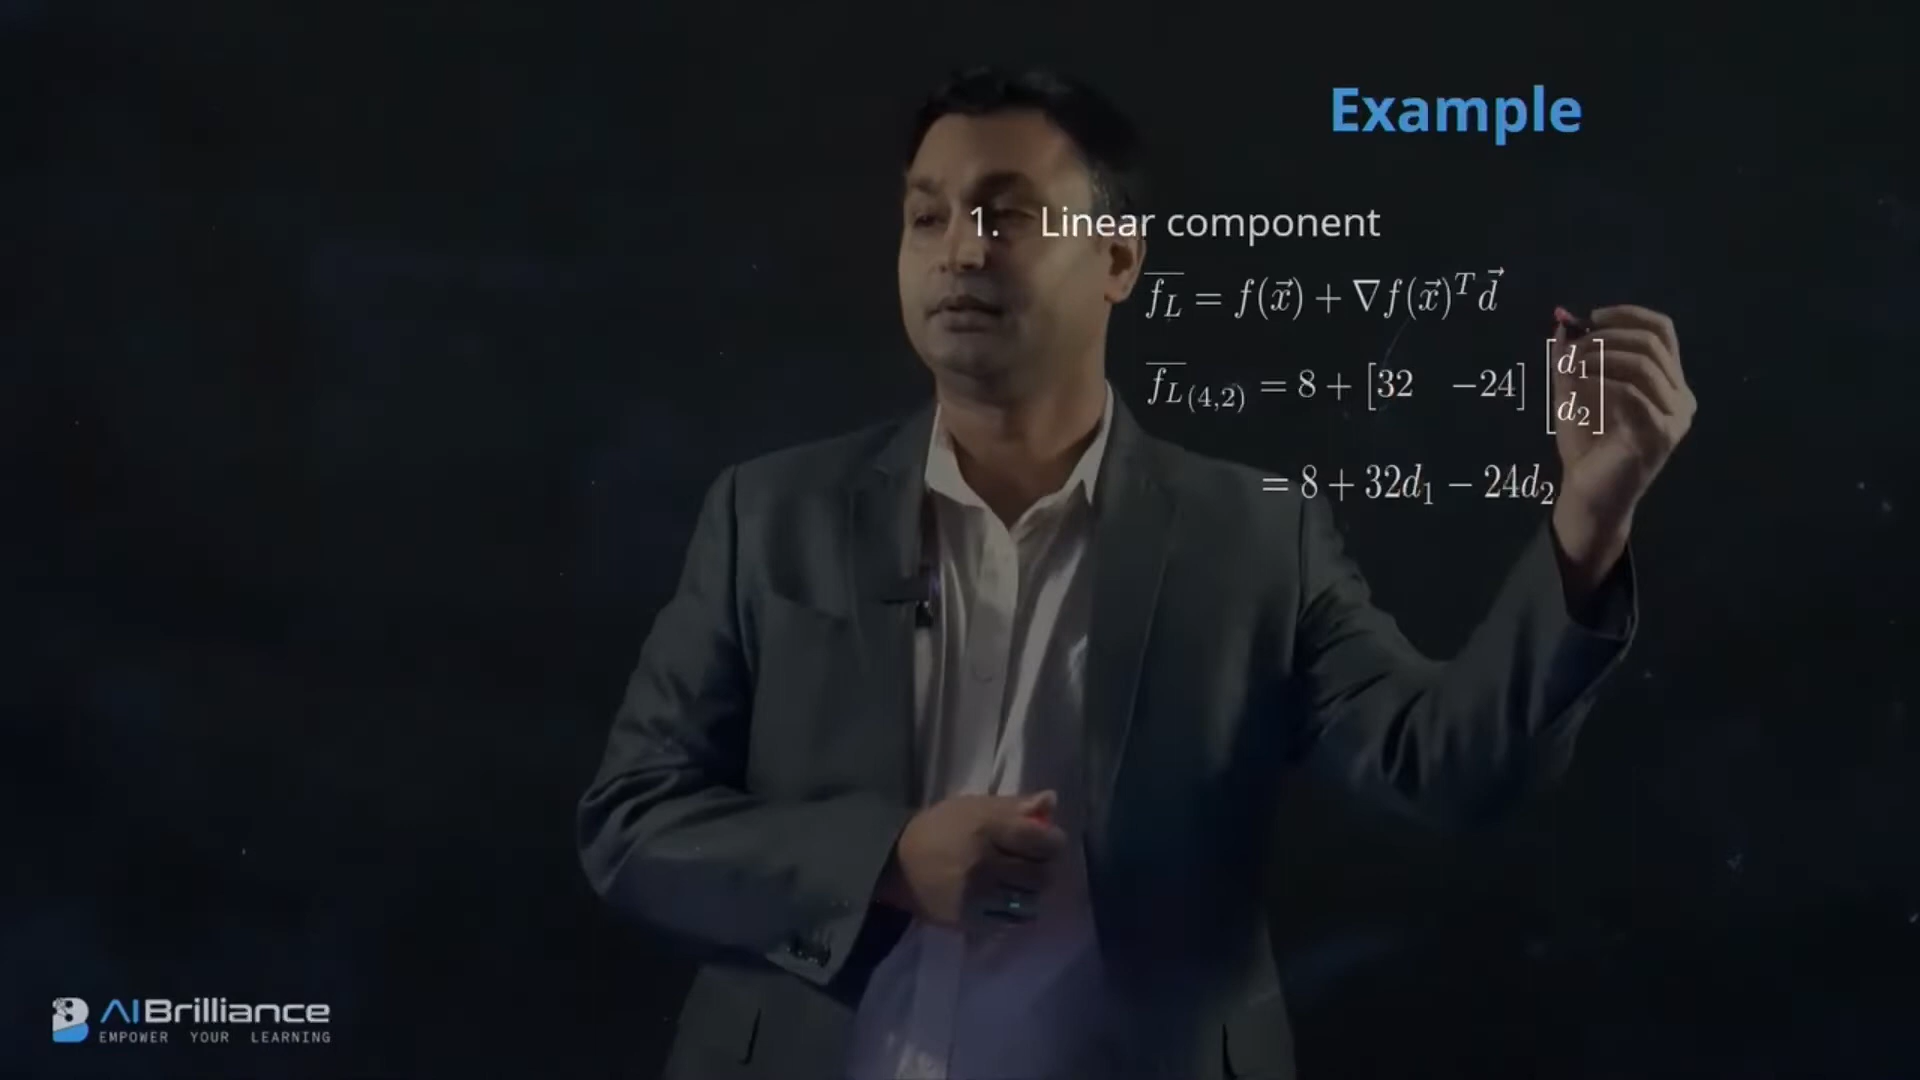 Example
1. Linear component
$\overline{f_L} = f(\vec{x}) + \nabla f(\vec{x})^T \vec{d}$
$\overline{f_L}_{(4,2)} = 8 + [32 \quad -24] \begin{bmatrix} d_1 \\ d_2 \end{bmatrix}$
$= 8 + 32d_1 - 24d_2$
AIBrilliance
EMPOWER YOUR LEARNING